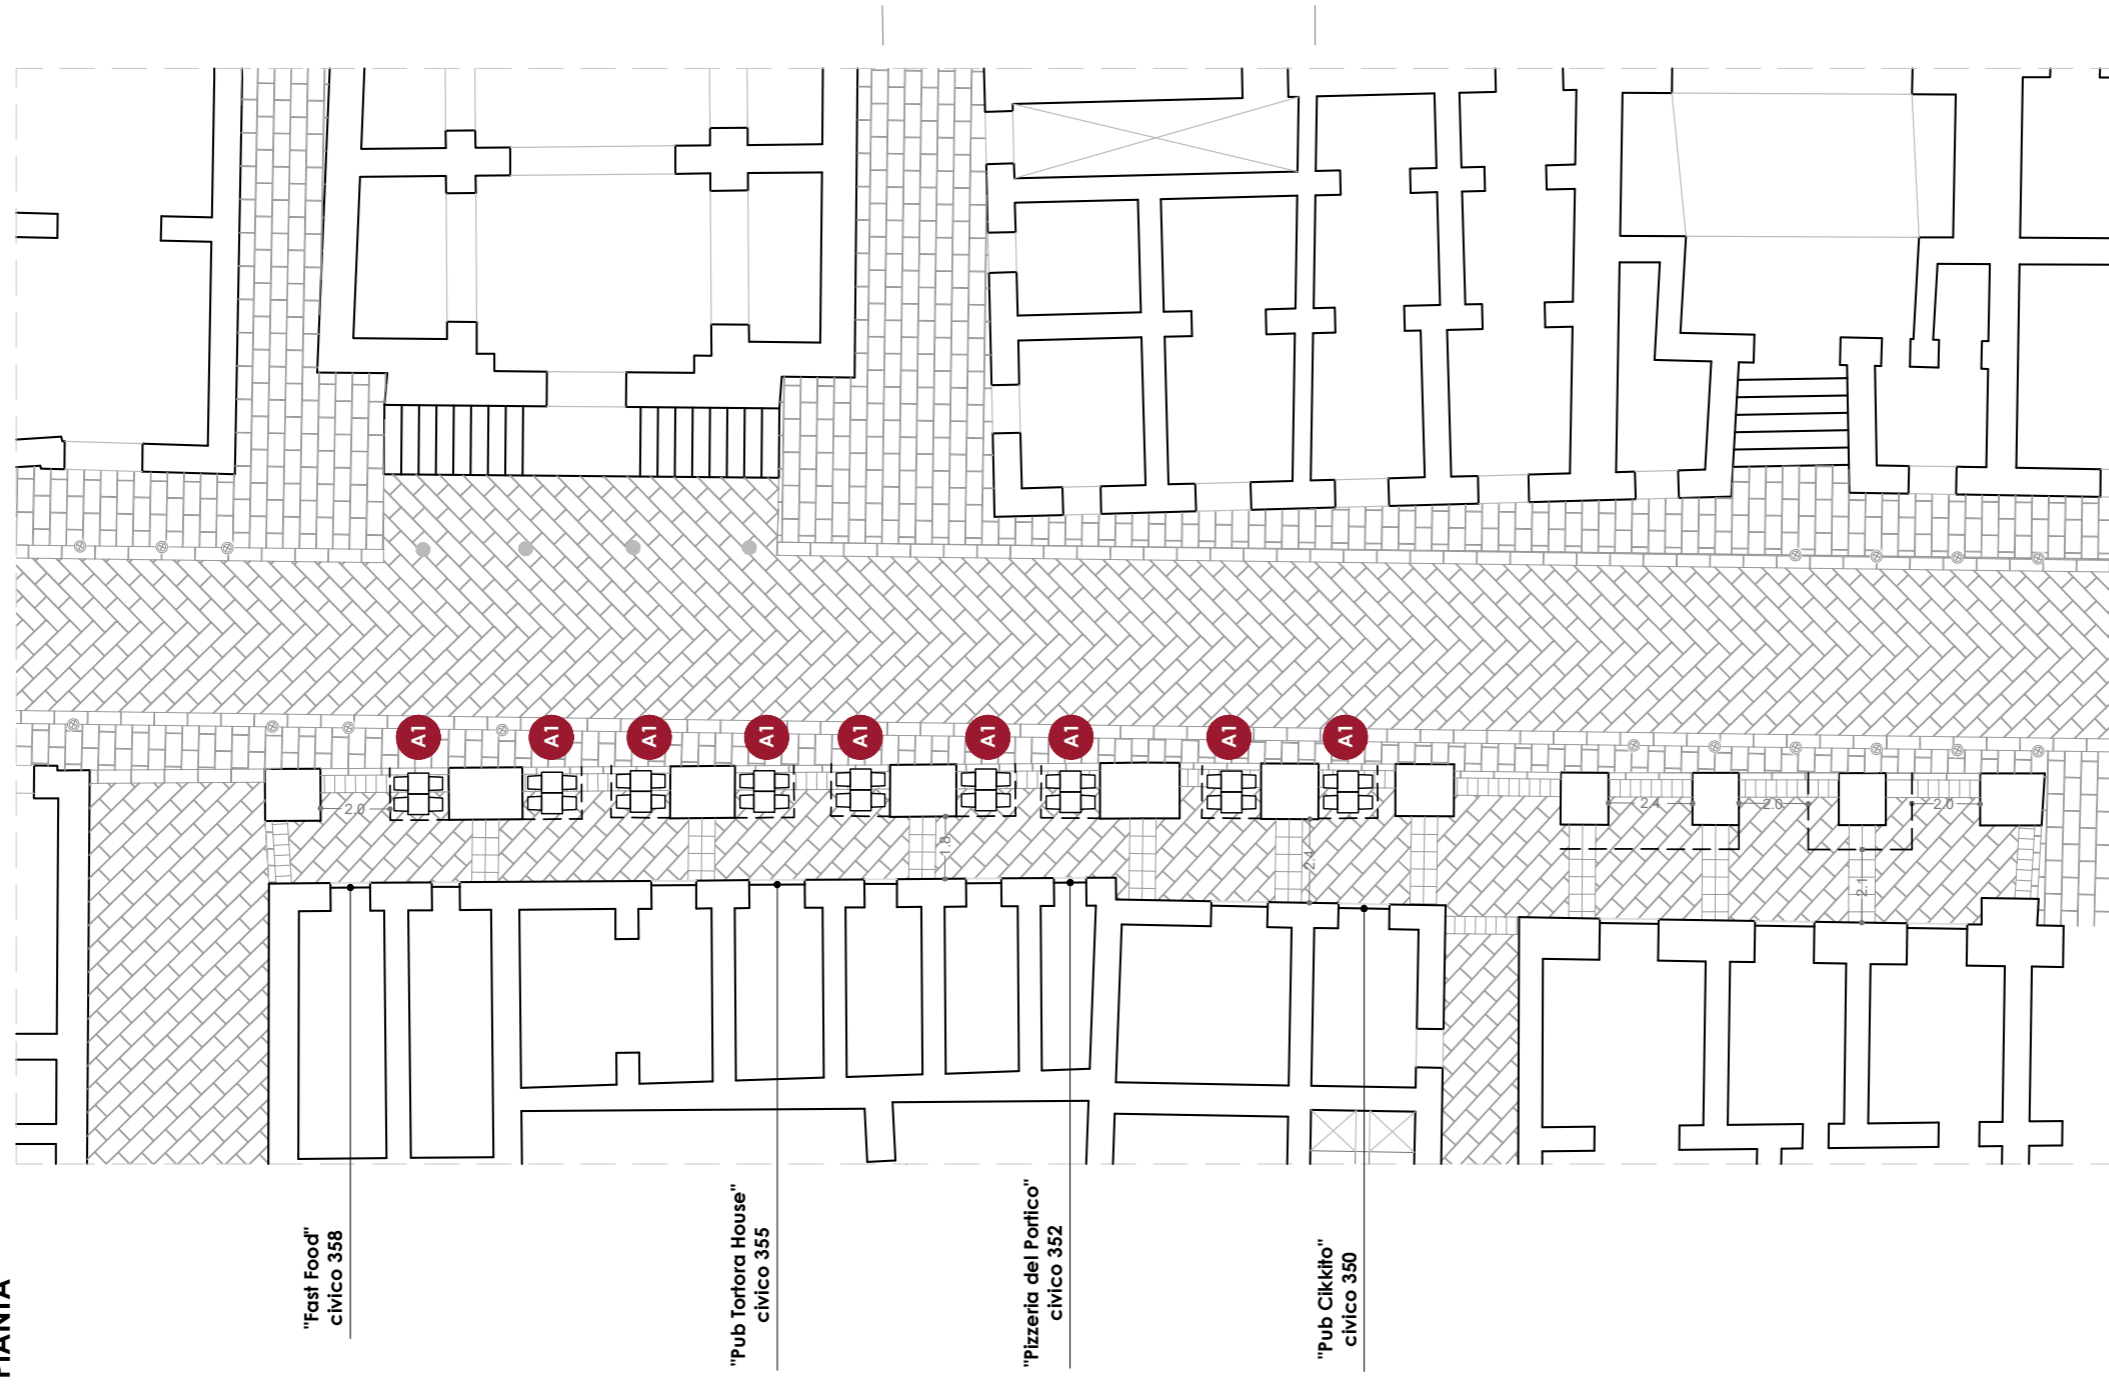 PIANTA
A1
A1
A1
A1
A1
A1
A1
A1
A1
2.0
2.4
2.0
2.0
1.8
2.4
2.1
"Fast Food"
civico 358
"Pub Tortora House"
civico 355
"Pizzeria del Portico"
civico 352
"Pub Cikkito"
civico 350